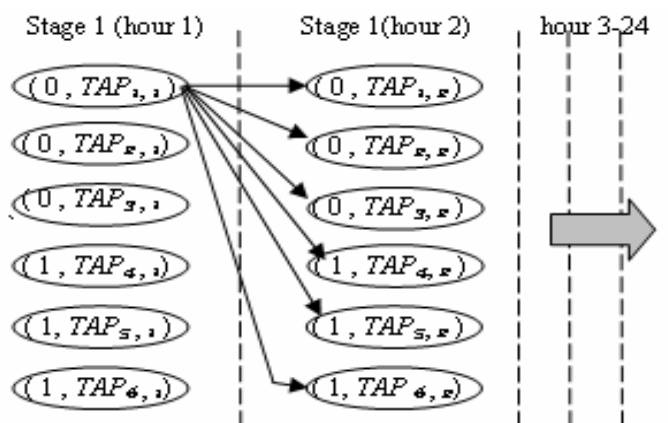 Stage 1 (hour 1) Stage 1(hour 2) hour 3-24
(0, TAP1,1) (0, TAP1,2)
(0, TAP2,1) (0, TAP2,2)
(0, TAP3,1 (0, TAP3,2)
(1, TAP4,1) (1, TAP4,2)
(1, TAP5,1) (1, TAP5,2)
(1, TAP6,1) (1, TAP6,2)